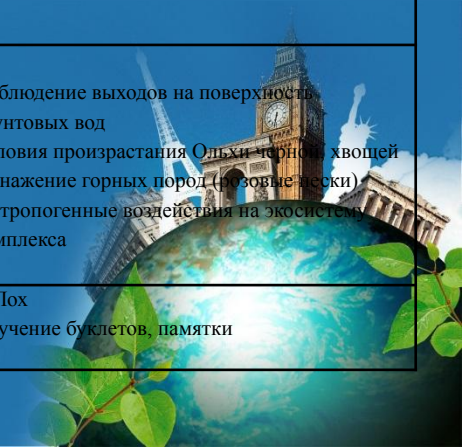 блюдение выходов на поверхность
унтовых вод
ловия произрастания Ольхи черной, хвощей
нажение горных пород (розовые пески)
тропогенные воздействия на экосистему
мплекса
Лох
учение буклетов, памятки